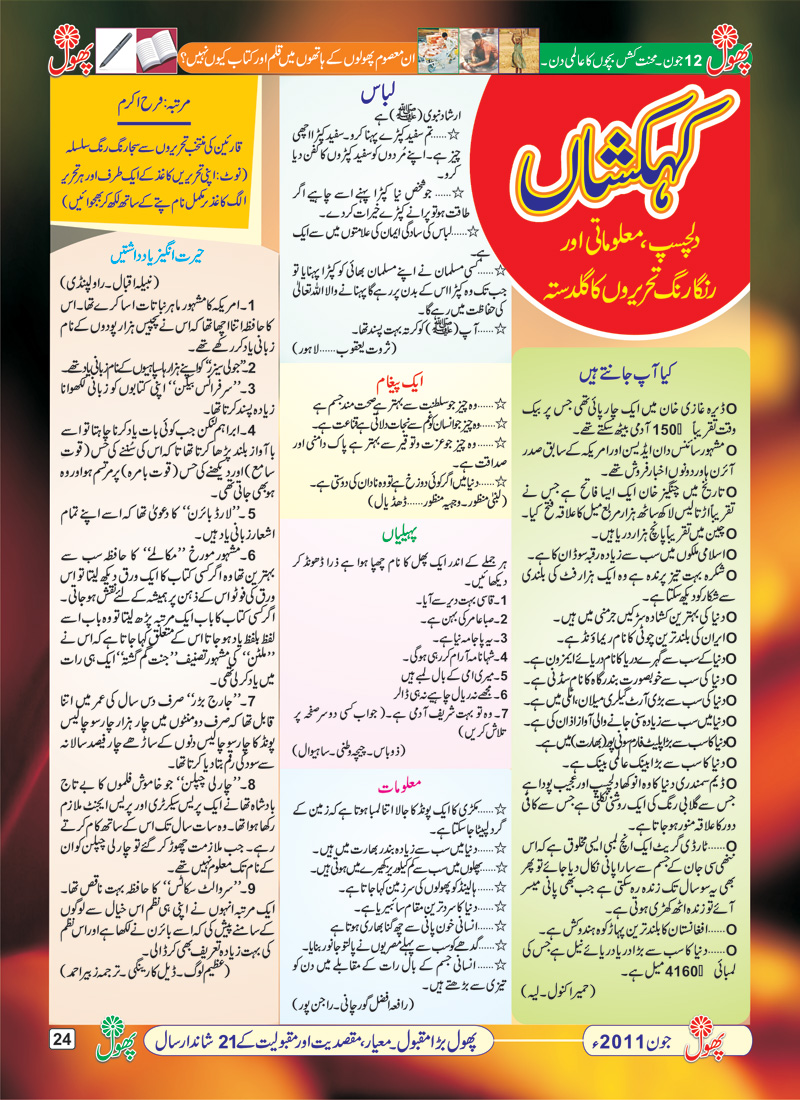 پھول
12 جون۔ محنت کش بچوں کا عالمی دن۔
ان معصوم پھولوں کے ہاتھوں میں قلم اور کتاب کیوں نہیں؟
پھول
کہکشاں
دلچسپ، معلوماتی اور
رنگا رنگ تحریروں کا گلدستہ
کیا آپ جانتے ہیں
O ڈیرہ غازی خان میں ایک چارپائی تھی جس پر بیک
وقت تقریباً 150 آدمی بیٹھ سکتے تھے۔
O مشہور سائنس دان ایڈیسن اور امریکہ کے سابق صدر
آئزن ہاور دونوں اخبار فروش تھے۔
O تاریخ میں چنگیز خان ایک ایسا فاتح ہے جس نے
تقریباً اڑتالیس لاکھ ساٹھ ہزار مربع میل کا علاقہ فتح کیا۔
O چین میں تقریباً پانچ ہزار دریا ہیں۔
O اسلامی ملکوں میں سب سے زیادہ رقبہ سوڈان کا ہے۔
O شکرہ بہت تیز پرندہ ہے وہ ایک ہزار فٹ کی بلندی
سے شکار کو دیکھ سکتا ہے۔
O دنیا کی بہترین کشادہ سڑکیں جرمنی میں ہیں۔
O ایران کی بلند ترین چوٹی کا نام ریماؤنڈ ہے۔
O دنیا کے سب سے گہرے دریا کا نام دریائے ایمزون ہے۔
O دنیا کی سب سے خوبصورت بندرگاہ کا نام سڈنی ہے۔
O دنیا کی سب سے بڑی آرٹ گیلری میلان، اٹلی میں ہے۔
O دنیا میں سب سے زیادہ سنی جانے والی آواز اذان کی ہے۔
O دنیا کا سب سے بڑا پلیٹ فارم سونی پور (بھارت) میں ہے۔
O دنیا کا سب سے بڑا بینک عالمی بینک ہے۔
O ڈیم سمندری دنیا کا وہ انوکھا دلچسپ اور عجیب پودا ہے
جس سے گلابی رنگ کی ایک روشنی نکلتی ہے جس سے کافی
دور کا علاقہ منور ہو جاتا ہے۔
O ...... ٹارڈی گریٹ ایک انچ لمبی ایسی مخلوق ہے کہ اس
ننھی سی جان کے جسم سے سارا پانی نکال دیا جائے تو پھر
بھی یہ سو سال تک زندہ رہ سکتی ہے جب بھی پانی میسر
آئے تو زندہ اٹھ کھڑی ہوتی ہے۔
O ...... افغانستان کا بلند ترین پہاڑ کوہ ہندوکش ہے۔
O ...... دنیا کا سب سے بڑا دریا دریائے نیل ہے جس کی
لمبائی 4160 میل ہے۔
(حمیرا کنول۔ لیہ)
لباس
ارشاد نبوی (ﷺ) ہے
☆...... تم سفید کپڑے پہنا کرو۔ سفید کپڑا اچھی
چیز ہے۔ اپنے مُردوں کو سفید کپڑوں کا کفن دیا
کرو۔
☆...... جو شخص نیا کپڑا پہنے اسے چاہیے اگر
طاقت ہو تو پرانے کپڑے خیرات کر دے۔
☆...... لباس کی سادگی ایمان کی علامتوں میں سے ایک
ہے۔
☆...... کسی مسلمان نے اپنے مسلمان بھائی کو کپڑا پہنایا تو
جب تک وہ کپڑا اس کے بدن پر رہے گا پہنانے والا اللہ تعالیٰ
کی حفاظت میں رہے گا۔
☆...... آپ (ﷺ) کو کرتہ بہت پسند تھا۔
(ثروت یعقوب ...... لاہور)
ایک پیغام
☆...... وہ چیز جو سلطنت سے بہتر ہے صحت مند جسم ہے
☆...... وہ چیز جو انسان کو غم سے نجات دلاتی ہے قناعت ہے۔
☆...... وہ چیز جو عزت و توقیر سے بہتر ہے پاک دامنی اور
صداقت ہے۔
☆...... دنیا میں اگر کوئی دوزخ ہے تو وہ نادان کی دوستی ہے۔
(لبنیٰ منظور۔ وجیہہ منظور ...... ڈھڈیال)
پہیلیاں
ہر جملے کے اندر ایک پھل کا نام چھپا ہوا ہے ذرا ڈھونڈ کر
دکھائیں۔
1۔ قاسی بہت دیر سے آیا۔
2۔ صبا عامر کی بہن ہے۔
3۔ یہ پاجامہ نیا ہے۔
4۔ شہانامہ آرام کر رہی ہو گی۔
5۔ میری امی کے بال لمبے ہیں
6۔ مجھے نہ ریال چاہیے نہ ہی ڈالر
7۔ وہ تو بہت شریف آدمی ہے۔ (جواب کسی دوسر صفحہ پر
تلاش کریں)
(ذوباس۔ چیچہ وطنی۔ ساہیوال)
معلومات
☆...... مکڑی کا ایک پونڈ کا جالا اتنا لمبا ہوتا ہے کہ زمین کے
گرد لپیٹا جا سکتا ہے۔
☆...... دنیا میں سب سے زیادہ بندر بھارت میں ہیں۔
☆...... پھلوں میں سب سے کم کیلوریز کھیرے میں ہوتی ہیں۔
☆...... ہالینڈ کو پھولوں کی سرزمین کہا جاتا ہے۔
☆...... دنیا کا سرد ترین مقام سائبیریا ہے۔
☆...... انسانی خون پانی سے چھ گنا بھاری ہوتا ہے
☆...... گدھے کو سب سے پہلے مصریوں نے پالتو جانور بنایا۔
☆...... انسانی جسم کے بال رات کے مقابلے میں دن کو
تیزی سے بڑھتے ہیں۔
(رافعہ افضل گورچانی۔ راجن پور)
مرتبہ: فرح اکرم
قارئین کی منتخب تحریروں سے سجا رنگ رنگ سلسلہ
(نوٹ: اپنی تحریریں کاغذ کے ایک طرف اور ہر تحریر
الگ کاغذ پر مکمل نام پتے کے ساتھ لکھ کر بھجوائیں)
حیرت انگیز یادداشتیں
(نبیلہ اقبال۔ راولپنڈی)
1۔ امریکہ کا مشہور ماہر نباتات اسا گرے تھا۔ اس
کا حافظہ اتنا اچھا تھا کہ اس نے پچیس ہزار پودوں کے نام
زبانی یاد کر رکھے تھے۔
2۔ ”جولی سیزر“ کو اپنے ہزارہا سپاہیوں کے نام زبانی یاد تھے۔
3۔ ”سر فرانس بیکن“ اپنی کتابوں کو زبانی لکھوانا
زیادہ پسند کرتا تھا۔
4۔ ابراہم لنکن جب کوئی بات یاد کرنا چاہتا تو اسے
با آواز بلند پڑھا کرتا تھا تاکہ اس کی سُننے کی حس (قوت
سامع) اور دیکھنے کی حس (قوت بامرہ) پر مرتسم ہو اور وہ
ہو بھی جاتی تھی۔
5۔ ”لارڈ بائرن“ کا دعویٰ تھا کہ اسے اپنے تمام
اشعار زبانی یاد ہیں۔
6۔ مشہور مورخ ”مکالے“ کا حافظہ سب سے
بہترین تھا وہ اگر کسی کتاب کا ایک ورق دیکھ لیتا تو اس
ورق کی فوٹو اس کے ذہن پر ہمیشہ کے لئے نقش ہو جاتی۔
اگر کسی کتاب کا باب ایک مرتبہ پڑھ لیتا تو وہ باب اسے
لفظ بلفظ یاد ہو جاتا اس کے متعلق کہا جاتا ہے کہ اس نے
”ملٹن“ کی مشہور تصنیف ”جنت گم گشتہ“ ایک ہی رات
میں یاد کر لی تھی۔
7۔ ”جارج بڑر“ صرف دس سال کی عمر میں اتنا
قابل تھا کہ صرف دو منٹوں میں چار ہزار چار سو چالیس
پونڈ کا چار سو چالیس دنوں کے ساڑھے چار فیصد سالانہ
سے سود کی رقم بتا دیا کرتا تھا۔
8۔ ”چارلی چپلن“ جو خاموش فلموں کا بے تاج
بادشاہ تھا نے ایک پریس سیکرٹری اور پریس ایجنٹ ملازم
رکھا ہوا تھا۔ وہ سات سال تک اس کے ساتھ کام کرتے
رہے۔ جب ملازمت چھوڑ کر گئے تو چارلی چپلن کو ان
کے نام تک معلوم نہیں تھے۔
9۔ ”سر والٹ سکاٹس“ کا حافظہ بہت ناقص تھا۔
ایک مرتبہ انہوں نے اپنی ہی نظم اس خیال سے لوگوں
کے سامنے پیش کی کہ اسے بائرن نے لکھا ہے اور اس نظم
کی بہت زیادہ تعریف بھی کر ڈالی۔
(عظیم لوگ۔ ڈیل کارنیگی۔ ترجمہ زبیر احمد)
پھول
جون 2011ء
پھول بڑا مقبول۔ معیار، مقصدیت اور مقبولیت کے 21 شاندار سال
پھول
24